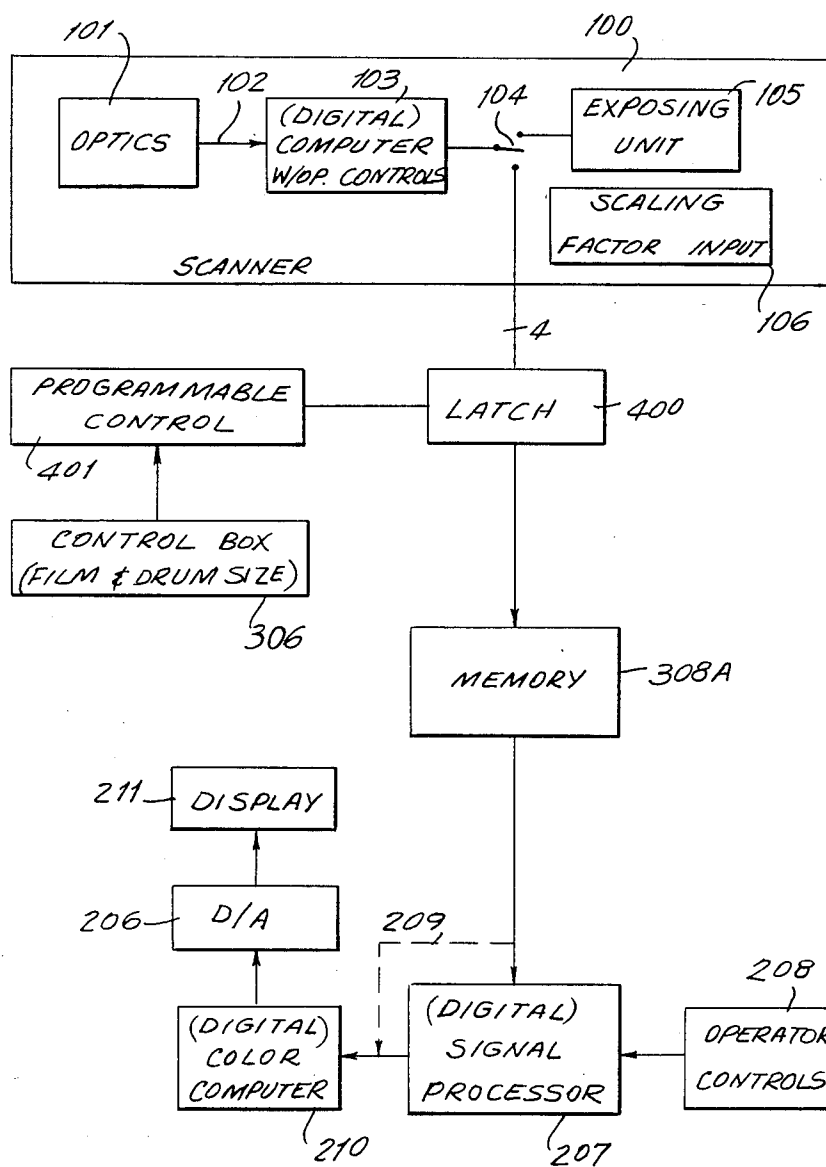 101
100
102
103
104
105
OPTICS
(DIGITAL)
COMPUTER
W/OP. CONTROLS
EXPOSING
UNIT
SCALING
FACTOR INPUT
SCANNER
106
4
PROGRAMMABLE
CONTROL
LATCH
400
401
CONTROL BOX
(FILM & DRUM SIZE)
306
MEMORY
308A
211
DISPLAY
206
D/A
209
208
(DIGITAL)
COLOR
COMPUTER
(DIGITAL)
SIGNAL
PROCESSOR
OPERATOR
CONTROLS
210
207